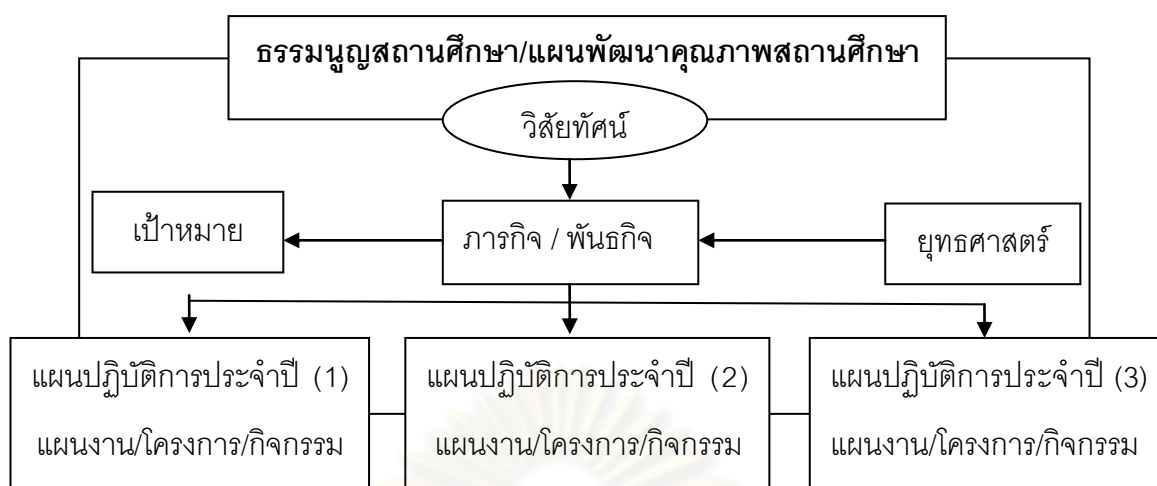 ธรรมนูญสถานศึกษา/แผนพัฒนาคุณภาพสถานศึกษา
วิสัยทัศน์
เป้าหมาย
ภารกิจ / พันธกิจ
ยุทธศาสตร์
แผนปฏิบัติการประจำปี (1)
แผนงาน/โครงการ/กิจกรรม
แผนปฏิบัติการประจำปี (2)
แผนงาน/โครงการ/กิจกรรม
แผนปฏิบัติการประจำปี (3)
แผนงาน/โครงการ/กิจกรรม